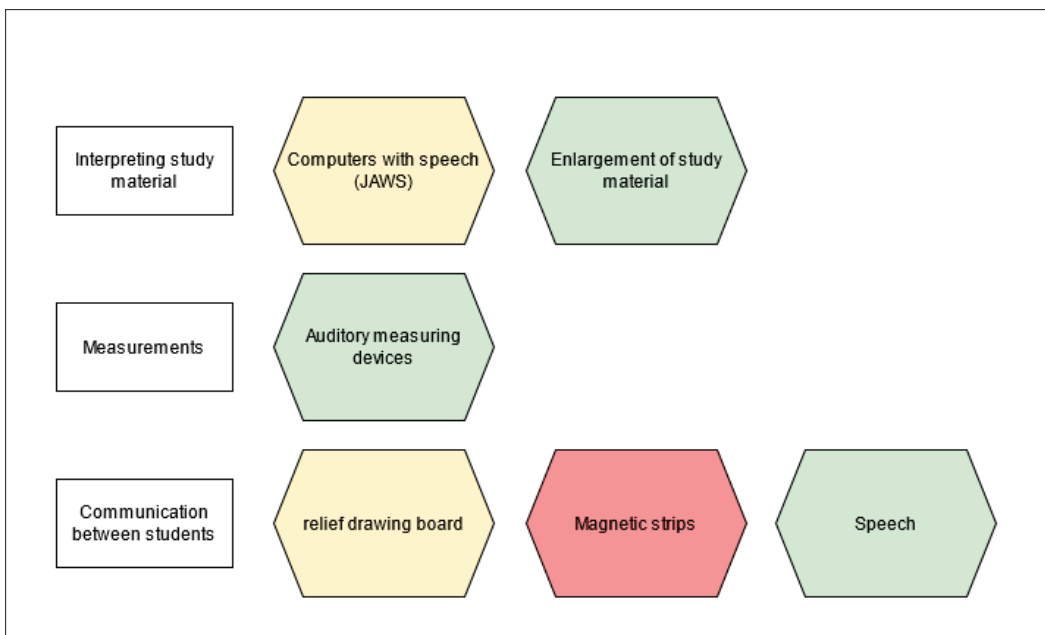 Interpreting study
material
Computers with speech
(JAWS)
Enlargement of study
material
Measurements
Auditory measuring
devices
Communication
between students
relief drawing board
Magnetic strips
Speech